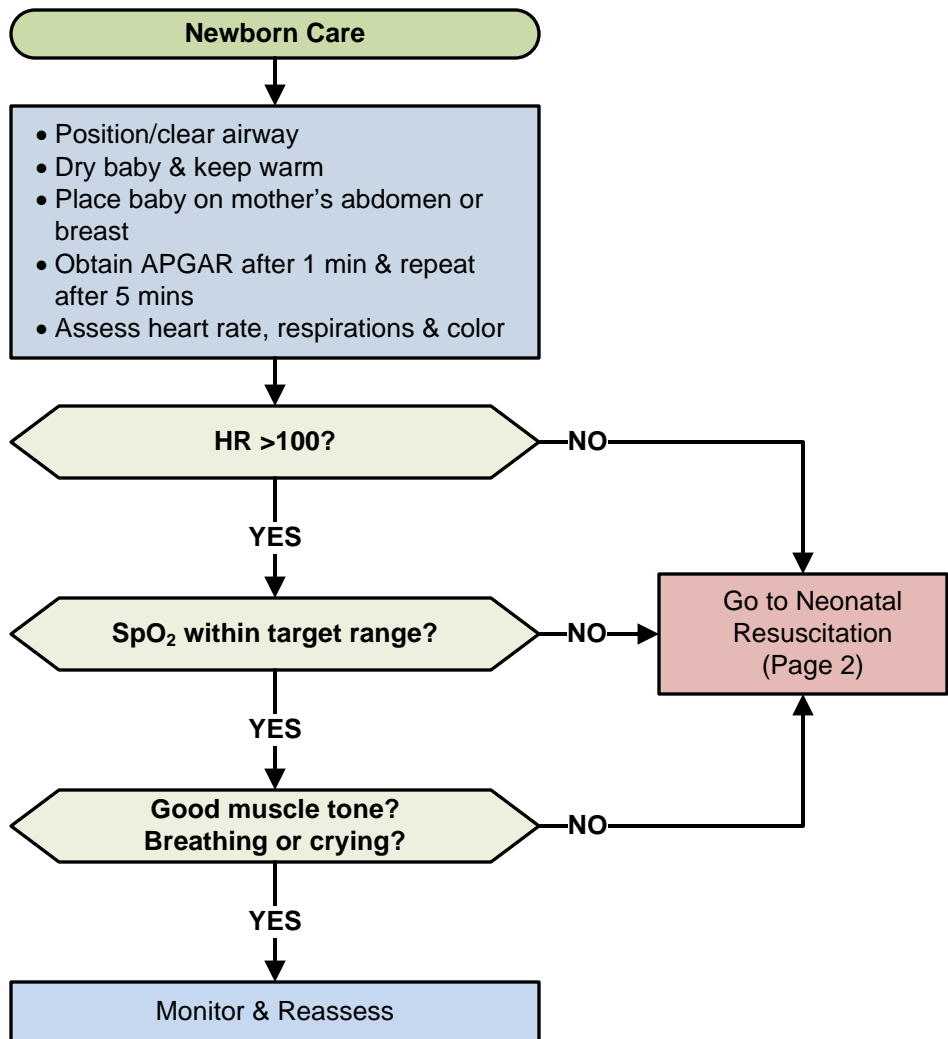 Newborn Care
• Position/clear airway
• Dry baby & keep warm
• Place baby on mother’s abdomen or
breast
• Obtain APGAR after 1 min & repeat
after 5 mins
• Assess heart rate, respirations & color
HR >100?
NO
YES
Go to Neonatal
Resuscitation
(Page 2)
SpO₂ within target range?
NO
YES
Good muscle tone?
Breathing or crying?
NO
YES
Monitor & Reassess